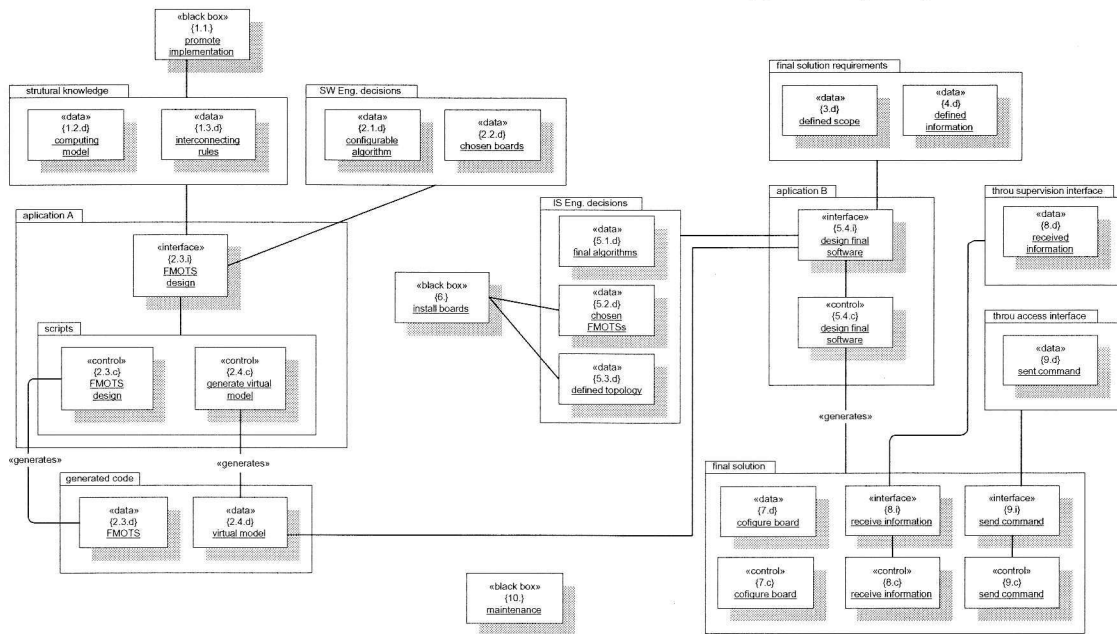 «black box»
{1.1.}
promote
implementation
strutural knowledge
«data»
{1.2.d}
computing
model
«data»
{1.3.d}
interconnecting
rules
SW Eng. decisions
«data»
{2.1.d}
configurable
algorithm
«data»
{2.2.d}
chosen boards
final solution requirements
«data»
{3.d}
defined scope
«data»
{4.d}
defined
information
aplication A
«interface»
{2.3.i}
FMOTS
design
scripts
«control»
{2.3.c}
FMOTS
design
«control»
{2.4.c}
generate virtual
model
«generates»
«generates»
generated code
«data»
{2.3.d}
FMOTS
«data»
{2.4.d}
virtual model
«black box»
{6.}
install boards
IS Eng. decisions
«data»
{5.1.d}
final algorithms
«data»
{5.2.d}
chosen
FMOTSs
«data»
{5.3.d}
defined topology
aplication B
«interface»
{5.4.i}
design final
software
«control»
{5.4.c}
design final
software
«generates»
throu supervision interface
«data»
{8.d}
received
information
throu access interface
«data»
{9.d}
sent command
final solution
«data»
{7.d}
cofigure board
«interface»
{8.i}
receive information
«interface»
{9.i}
send command
«control»
{7.c}
cofigure board
«control»
{8.c}
receive information
«control»
{9.c}
send command
«black box»
{10.}
maintenance